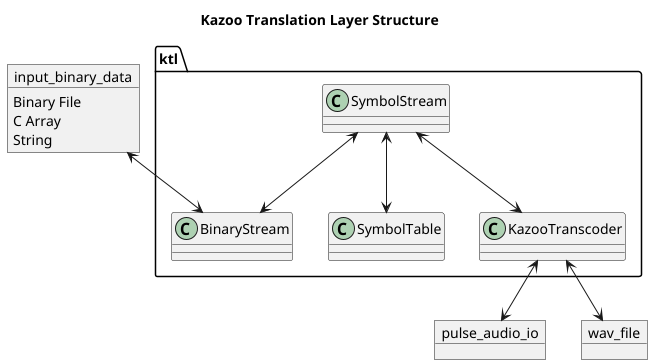 Kazoo Translation Layer Structure
ktl
input_binary_data
Binary File
C Array
String
C SymbolStream
C BinaryStream
C SymbolTable
C KazooTranscoder
pulse_audio_io
wav_file